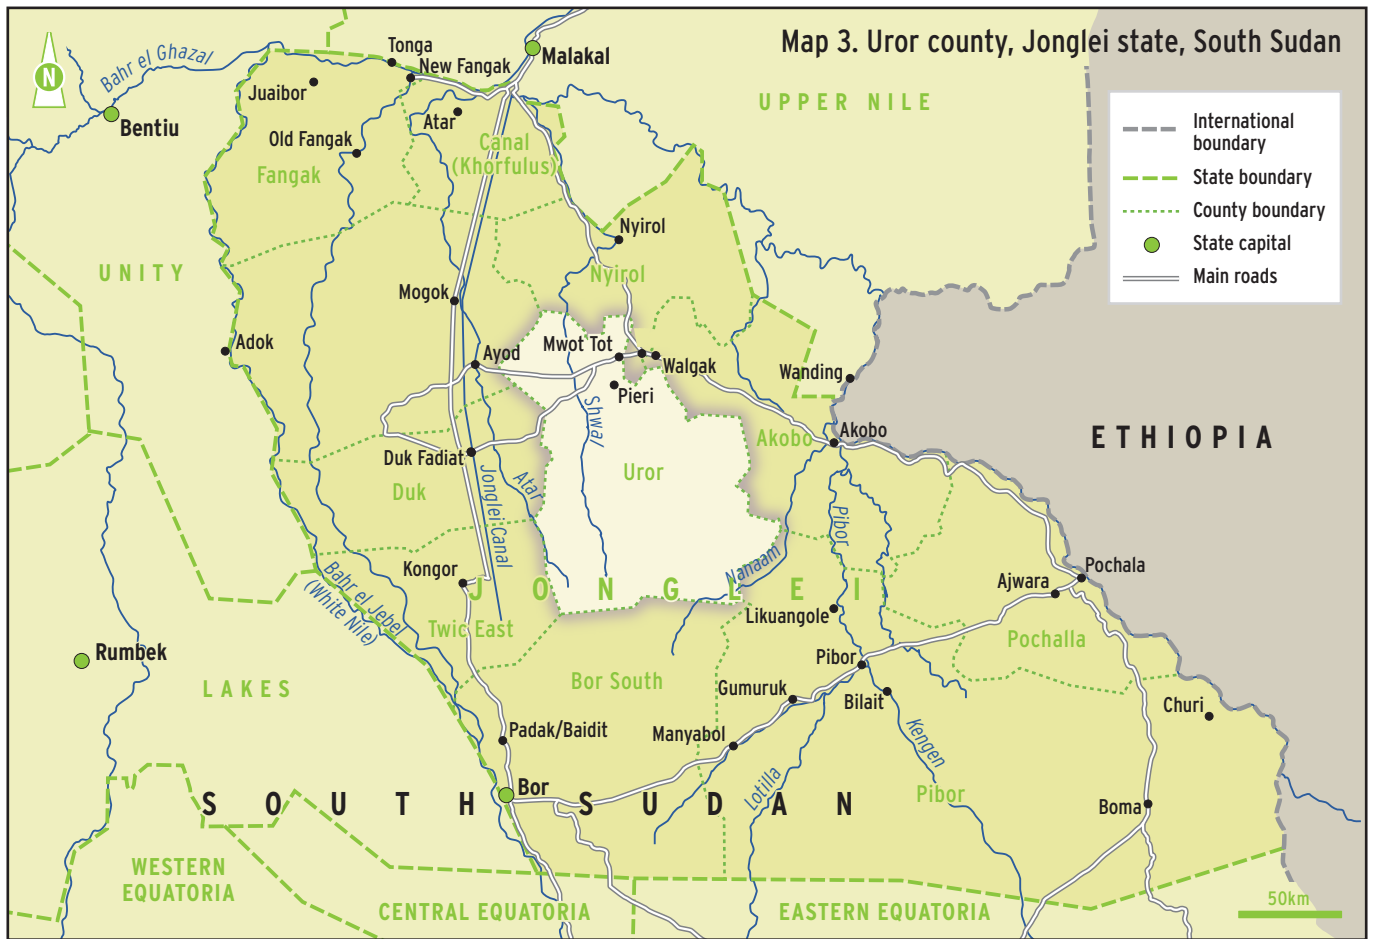 Map 3. Uror county, Jonglei state, South Sudan
N
Bahr el Ghazal
Tonga
New Fangak
Malakal
Juaibor
Bentiu
Old Fangak
Atar
Canal
(Khorfulus)
Fangak
UPPER NILE
International
boundary
State boundary
County boundary
State capital
Main roads
UNITY
Nyirol
Nyirol
Mogok
Adok
Ayod
Mwot Tot
Walgak
Pieri
Wanding
Shwai
Akobo
Akobo
ETHIOPIA
Duk Fadiat
Duk
Jonglei Canal
Atar
Uror
Pibor
Nanaam
Kongor
JONGLEI
Bahr el Jebel
(White Nile)
Twic East
Likuangole
Ajwara
Pochala
Pochalla
Rumbek
LAKES
Bor South
Pibor
Gumuruk
Bilait
Churi
Padak/Baidit
Manyabol
Kengen
Lotilla
Bor
SOUTH SUDAN
Pibor
Boma
WESTERN
EQUATORIA
CENTRAL EQUATORIA
EASTERN EQUATORIA
50km